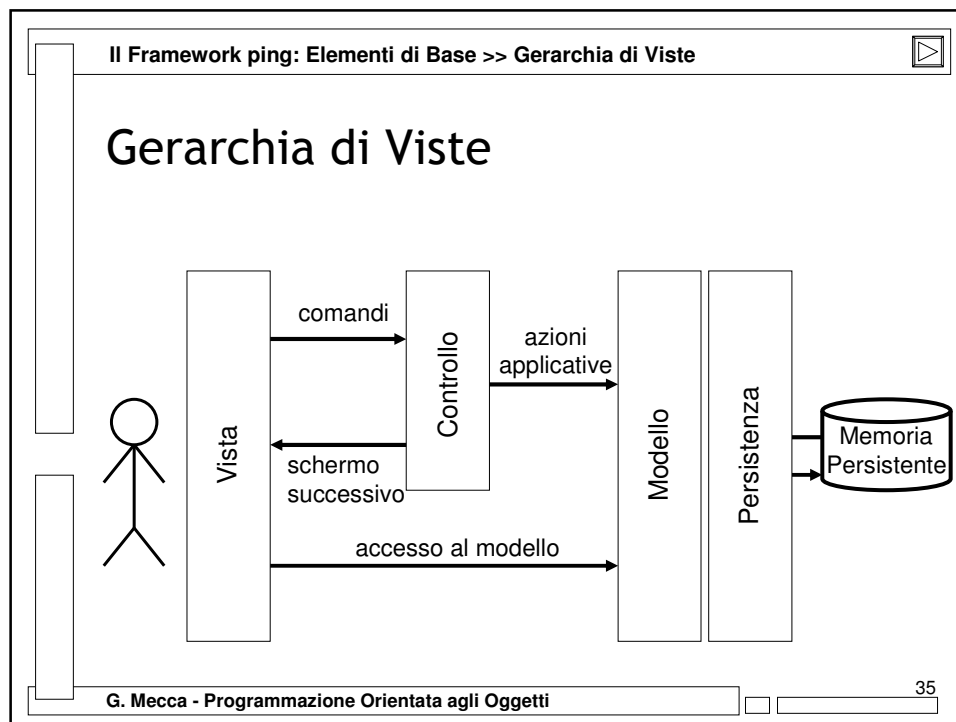 Il Framework ping: Elementi di Base >> Gerarchia di Viste
Gerarchia di Viste
Vista
comandi
Controllo
azioni
applicative
schermo
successivo
accesso al modello
Modello
Persistenza
Memoria
Persistente
G. Mecca - Programmazione Orientata agli Oggetti
35